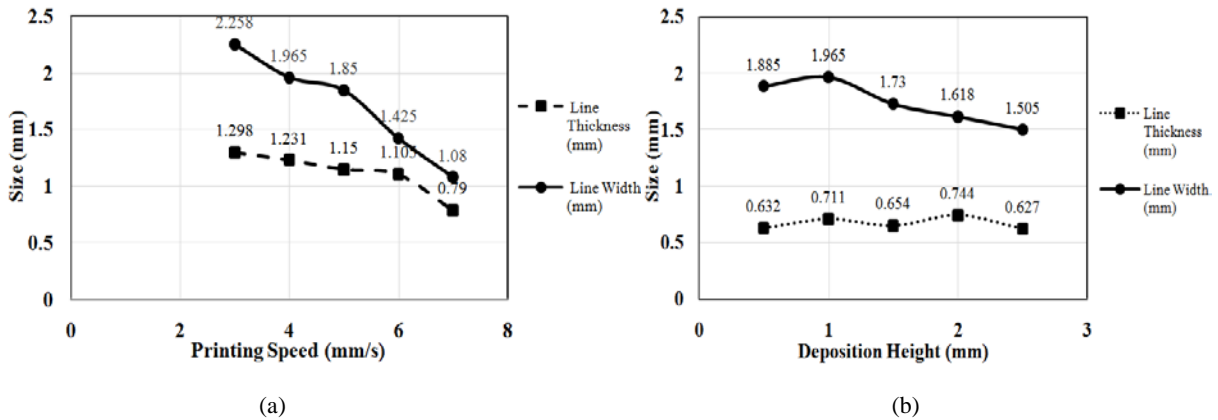 2.5
2
1.5
1
0.5
0
Size (mm)
2.258
1.965
1.85
1.425
1.08
1.298
1.231
1.15
1.105
0.79
0
2
4
6
8
Printing Speed (mm/s)
Line
Thickness
(mm)
Line Width
(mm)
(a)
2.5
2
1.5
1
0.5
0
Size (mm)
1.885
1.965
1.73
1.618
1.505
0.632
0.711
0.654
0.744
0.627
0
1
2
3
Deposition Height (mm)
Line
Thickness
(mm)
Line Width.
(mm)
(b)